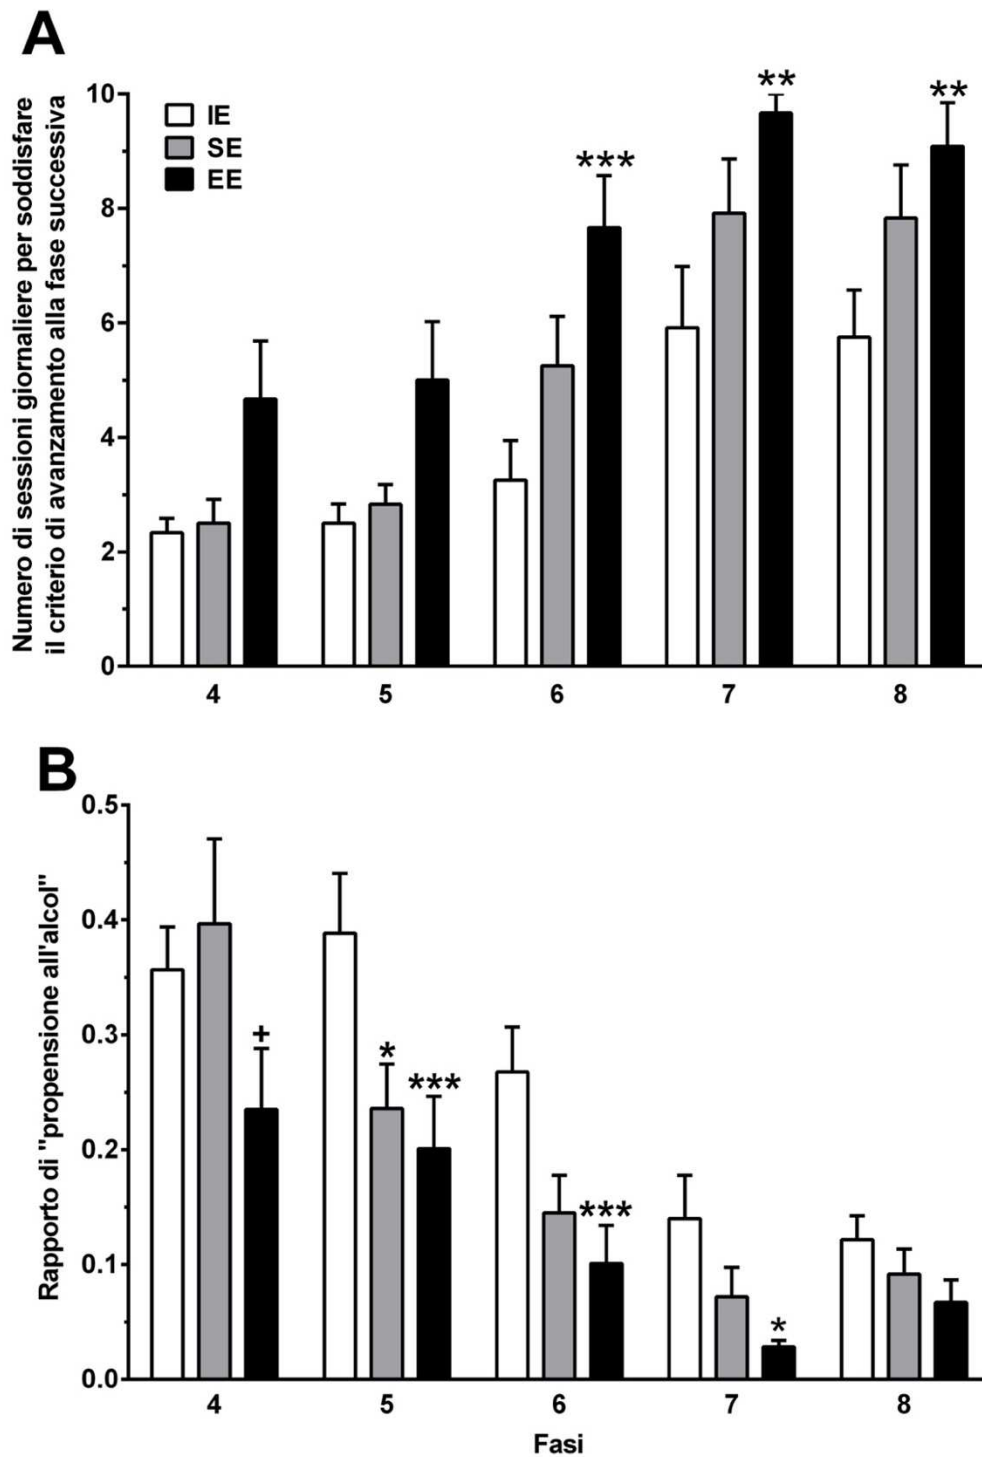 A
Numero di sessioni giornaliere per soddisfare
il criterio di avanzamento alla fase successiva
10
8
6
4
2
0
IE
SE
EE
***
**
**
4 5 6 7 8
B
Rapporto di "propensione all'alcol"
0.5
0.4
0.3
0.2
0.1
0.0
+
*
***
***
*
4 5 6 7 8
Fasi